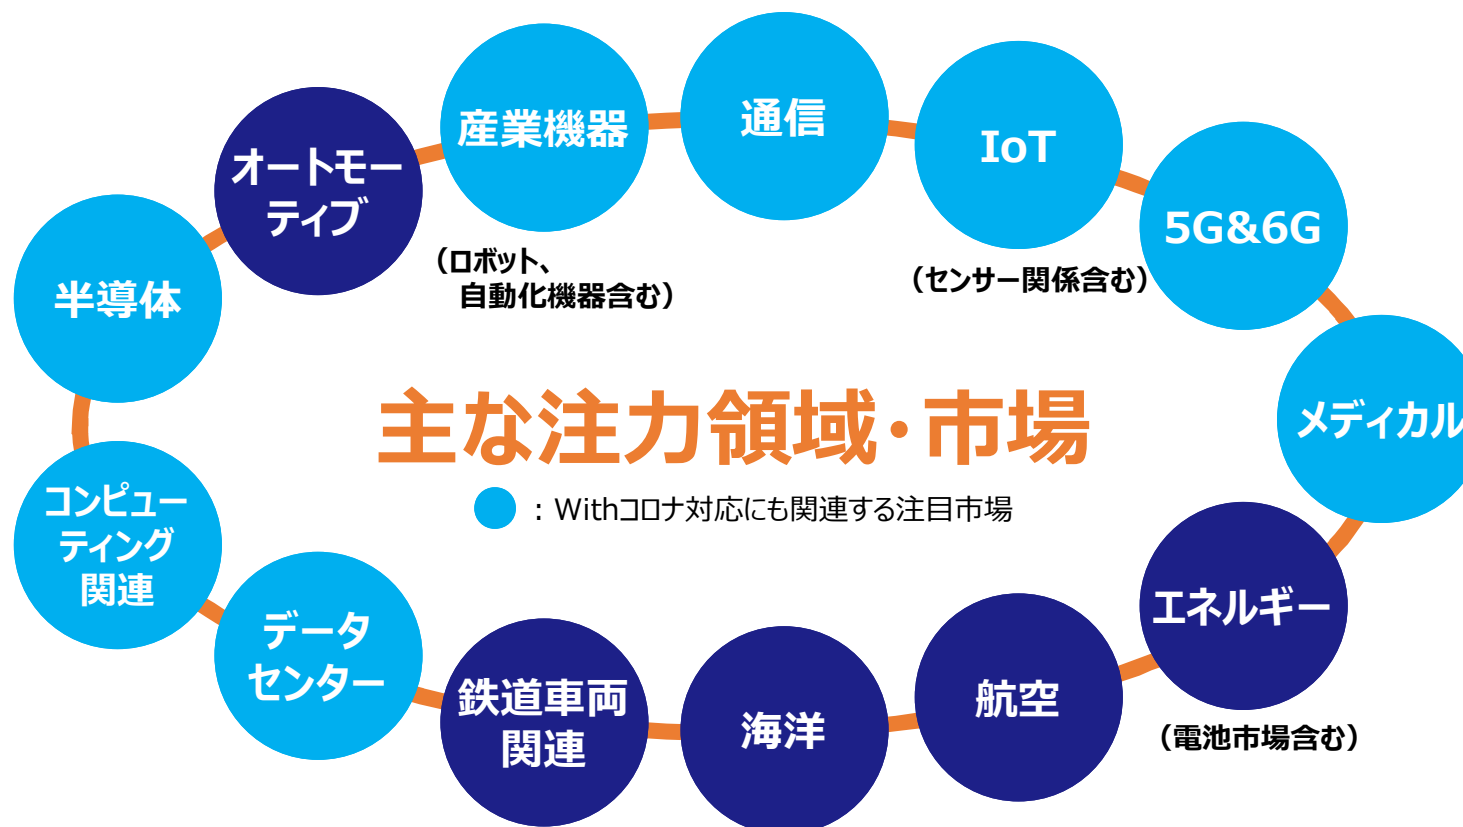 産業機器
通信
IoT
オートモー
ティブ
5G&6G
(ロボット、
自動化機器含む)
(センサー関係含む)
半導体
主な注力領域・市場
メディカル
:Withコロナ対応にも関連する注目市場
コンピュー
ティング
関連
エネルギー
データ
センター
鉄道車両
関連
海洋
航空
(電池市場含む)